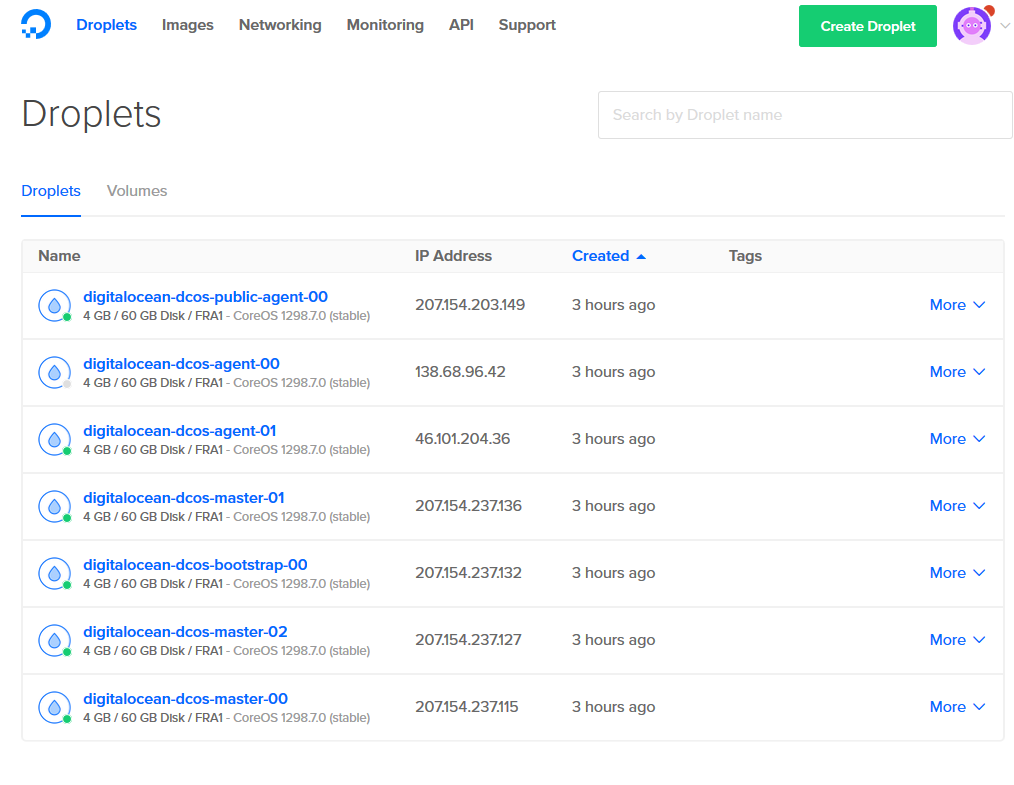 Droplets Images Networking Monitoring API Support Create Droplet
Droplets
Search by Droplet name
Droplets Volumes
Name IP Address Created Tags
digitalocean-dcos-public-agent-00
4 GB / 60 GB Disk / FRA1 - CoreOS 1298.7.0 (stable)
207.154.203.149 3 hours ago More
digitalocean-dcos-agent-00
4 GB / 60 GB Disk / FRA1 - CoreOS 1298.7.0 (stable)
138.68.96.42 3 hours ago More
digitalocean-dcos-agent-01
4 GB / 60 GB Disk / FRA1 - CoreOS 1298.7.0 (stable)
46.101.204.36 3 hours ago More
digitalocean-dcos-master-01
4 GB / 60 GB Disk / FRA1 - CoreOS 1298.7.0 (stable)
207.154.237.136 3 hours ago More
digitalocean-dcos-bootstrap-00
4 GB / 60 GB Disk / FRA1 - CoreOS 1298.7.0 (stable)
207.154.237.132 3 hours ago More
digitalocean-dcos-master-02
4 GB / 60 GB Disk / FRA1 - CoreOS 1298.7.0 (stable)
207.154.237.127 3 hours ago More
digitalocean-dcos-master-00
4 GB / 60 GB Disk / FRA1 - CoreOS 1298.7.0 (stable)
207.154.237.115 3 hours ago More